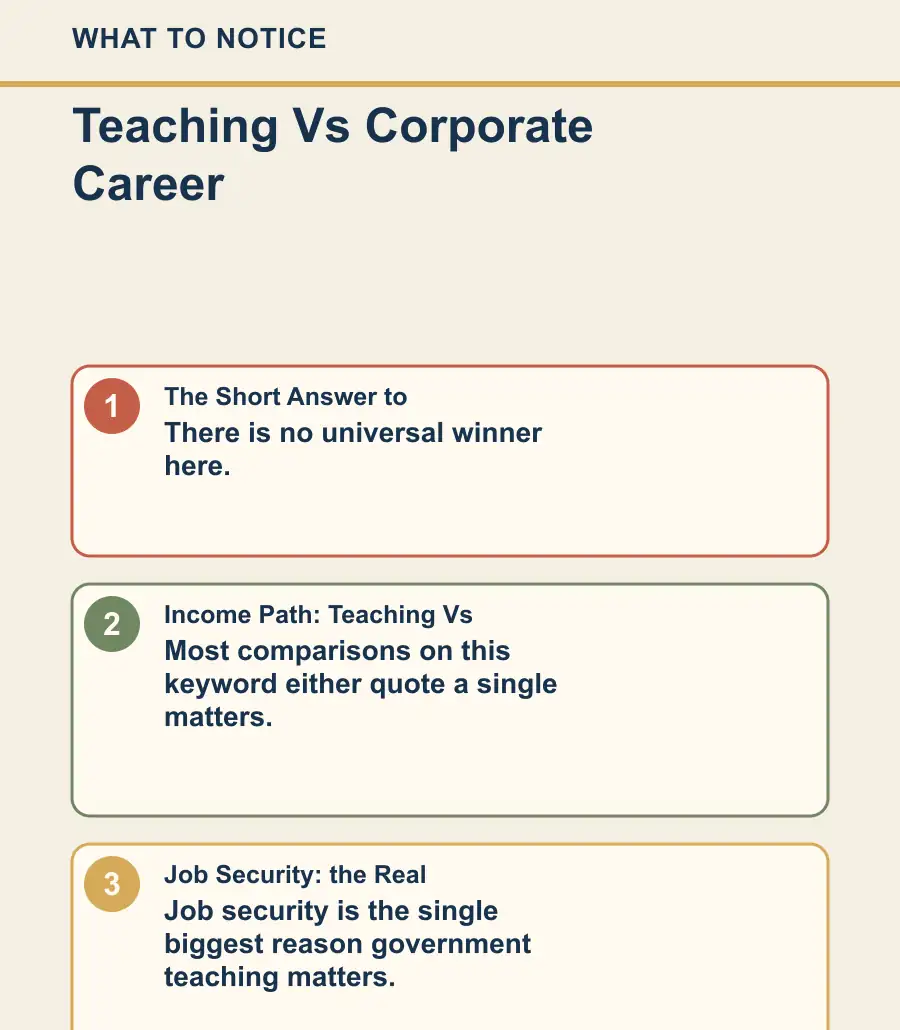 WHAT TO NOTICE
Teaching Vs Corporate
Career
1
The Short Answer to
There is no universal winner
here.
2
Income Path: Teaching Vs
Most comparisons on this
keyword either quote a single
matters.
3
Job Security: the Real
Job security is the single
biggest reason government
teaching matters.